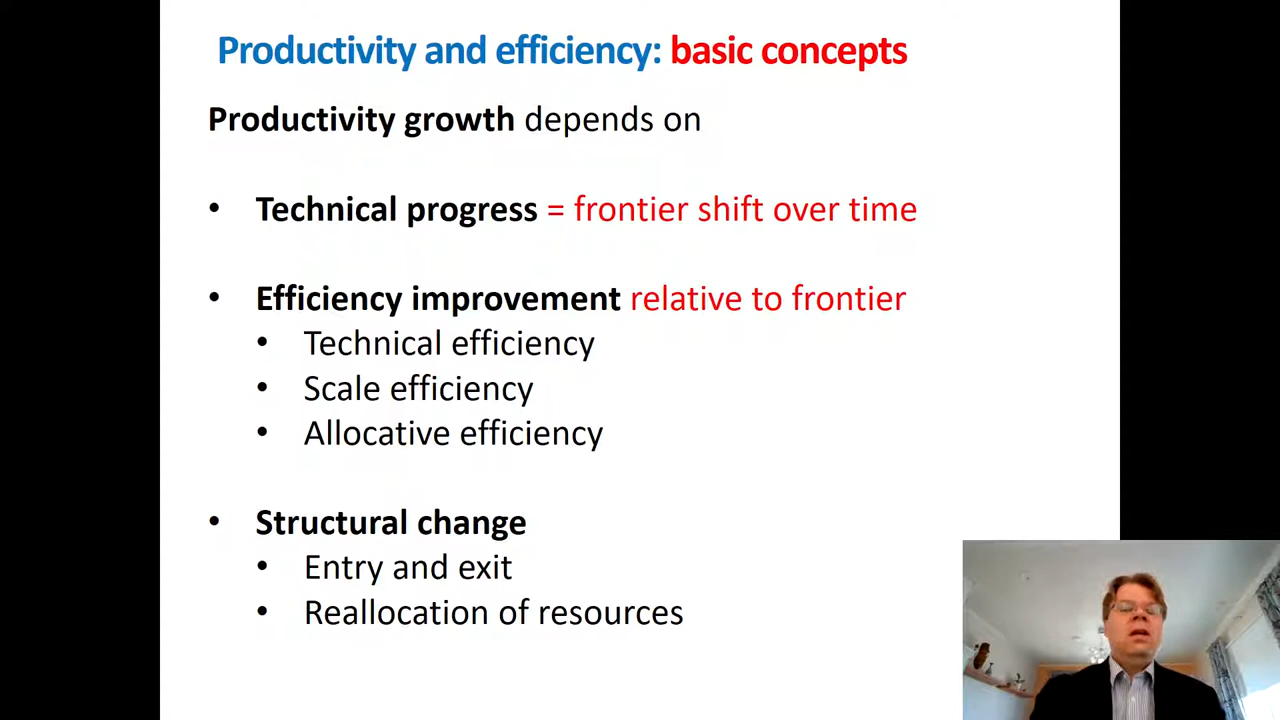 Productivity and efficiency: basic concepts
Productivity growth depends on
• Technical progress = frontier shift over time
• Efficiency improvement relative to frontier
• Technical efficiency
• Scale efficiency
• Allocative efficiency
• Structural change
• Entry and exit
• Reallocation of resources